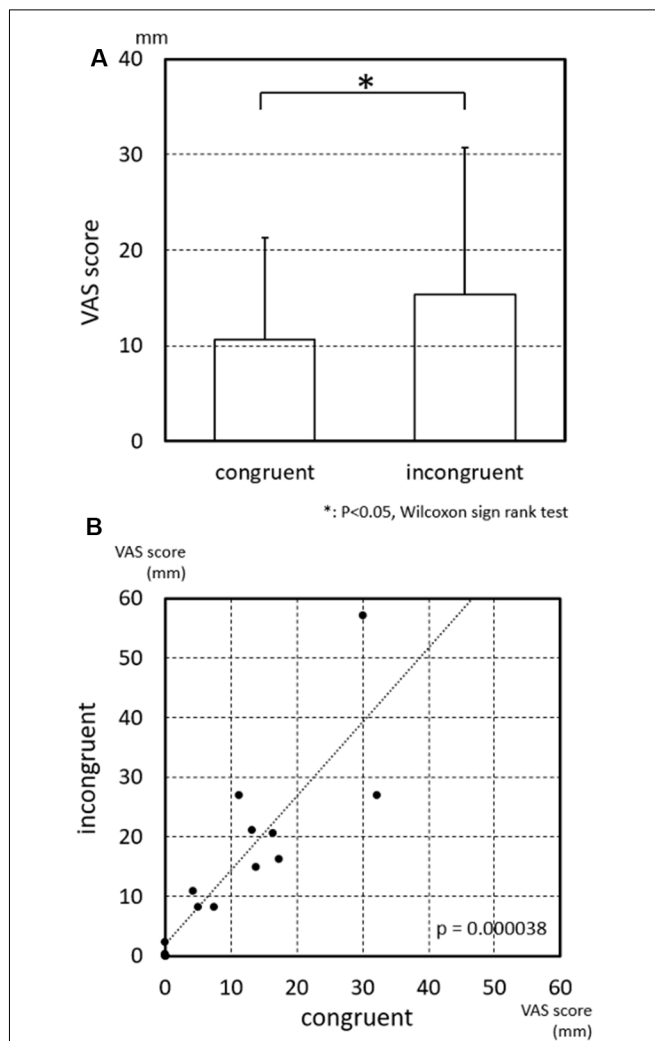 mm
A
40
30
20
10
0
VAS score
*
congruent incongruent
*: P<0.05, Wilcoxon sign rank test
B
VAS score
(mm)
60
50
40
30
20
10
0
incongruent
p = 0.000038
0 10 20 30 40 50 60
congruent
VAS score
(mm)